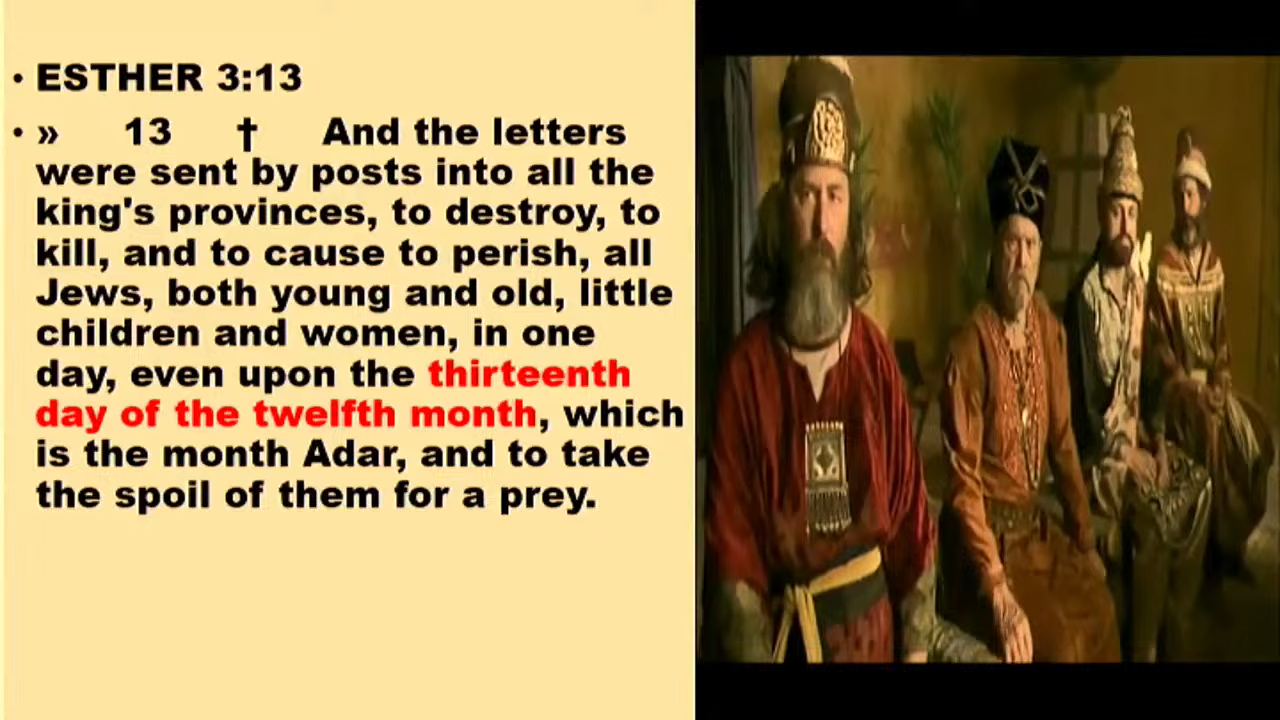 • ESTHER 3:13
• » 13 † And the letters
were sent by posts into all the
king's provinces, to destroy, to
kill, and to cause to perish, all
Jews, both young and old, little
children and women, in one
day, even upon the thirteenth
day of the twelfth month, which
is the month Adar, and to take
the spoil of them for a prey.